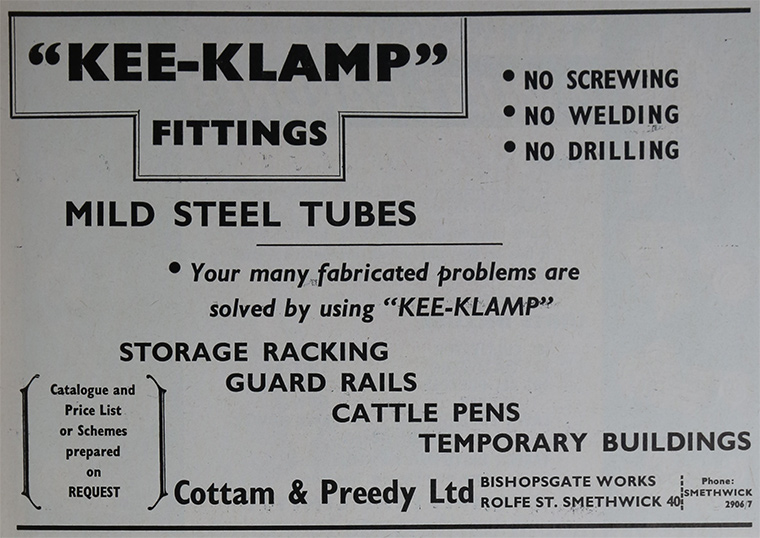 "KEE-KLAMP"
FITTINGS
• NO SCREWING
• NO WELDING
• NO DRILLING
MILD STEEL TUBES
• Your many fabricated problems are
solved by using "KEE-KLAMP"
STORAGE RACKING
GUARD RAILS
CATTLE PENS
TEMPORARY BUILDINGS
Catalogue and
Price List
or Schemes
prepared
on
REQUEST
Cottam & Preedy Ltd
BISHOPSGATE WORKS
ROLFE ST. SMETHWICK 40
Phone:
SMETHWICK
2906/7